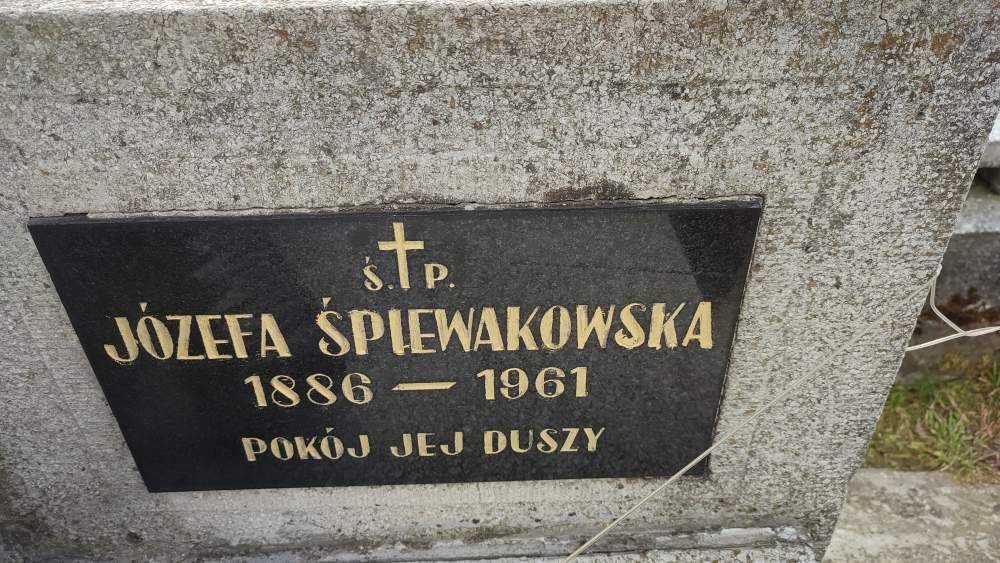 Ś.P.
JÓZEFA ŚPIEWAKOWSKA
1886 — 1961
POKÓJ JEJ DUSZY